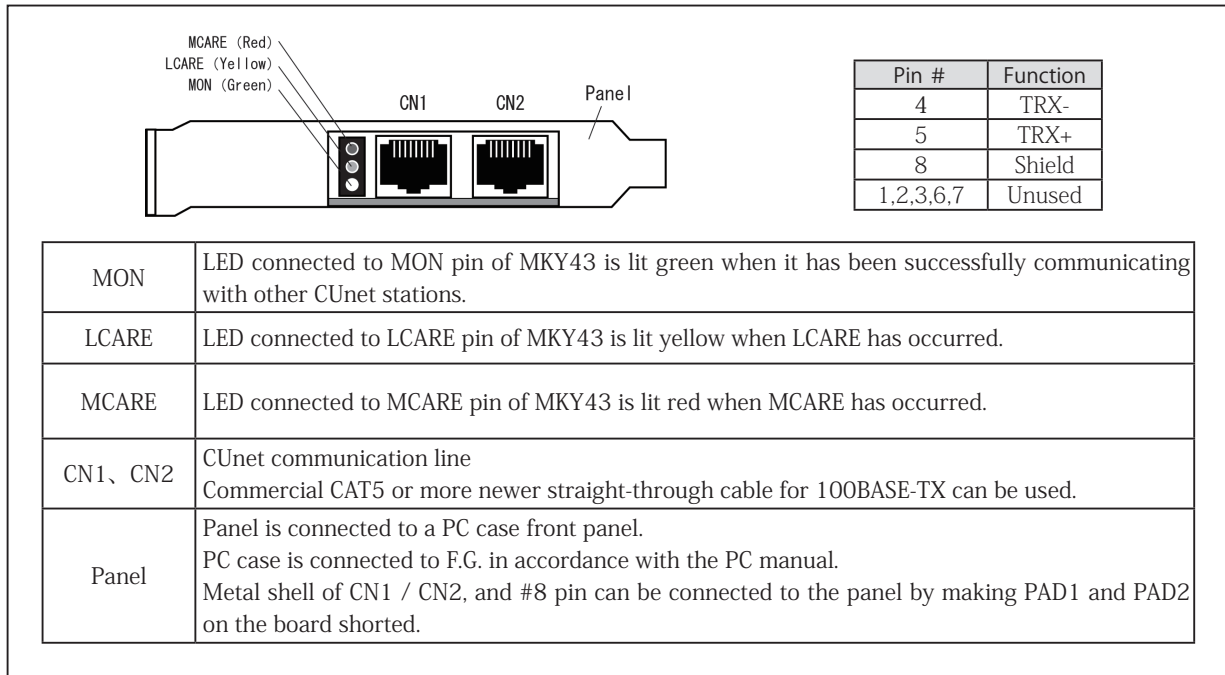 MCARE (Red)
LCARE (Yellow)
MON (Green)
CN1
CN2
Panel
Pin # Function
4 TRX-
5 TRX+
8 Shield
1,2,3,6,7 Unused
MON
LED connected to MON pin of MKY43 is lit green when it has been successfully communicating
with other CUnet stations.
LCARE
LED connected to LCARE pin of MKY43 is lit yellow when LCARE has occurred.
MCARE
LED connected to MCARE pin of MKY43 is lit red when MCARE has occurred.
CN1、CN2
CUnet communication line
Commercial CAT5 or more newer straight-through cable for 100BASE-TX can be used.
Panel
Panel is connected to a PC case front panel.
PC case is connected to F.G. in accordance with the PC manual.
Metal shell of CN1 / CN2, and #8 pin can be connected to the panel by making PAD1 and PAD2
on the board shorted.